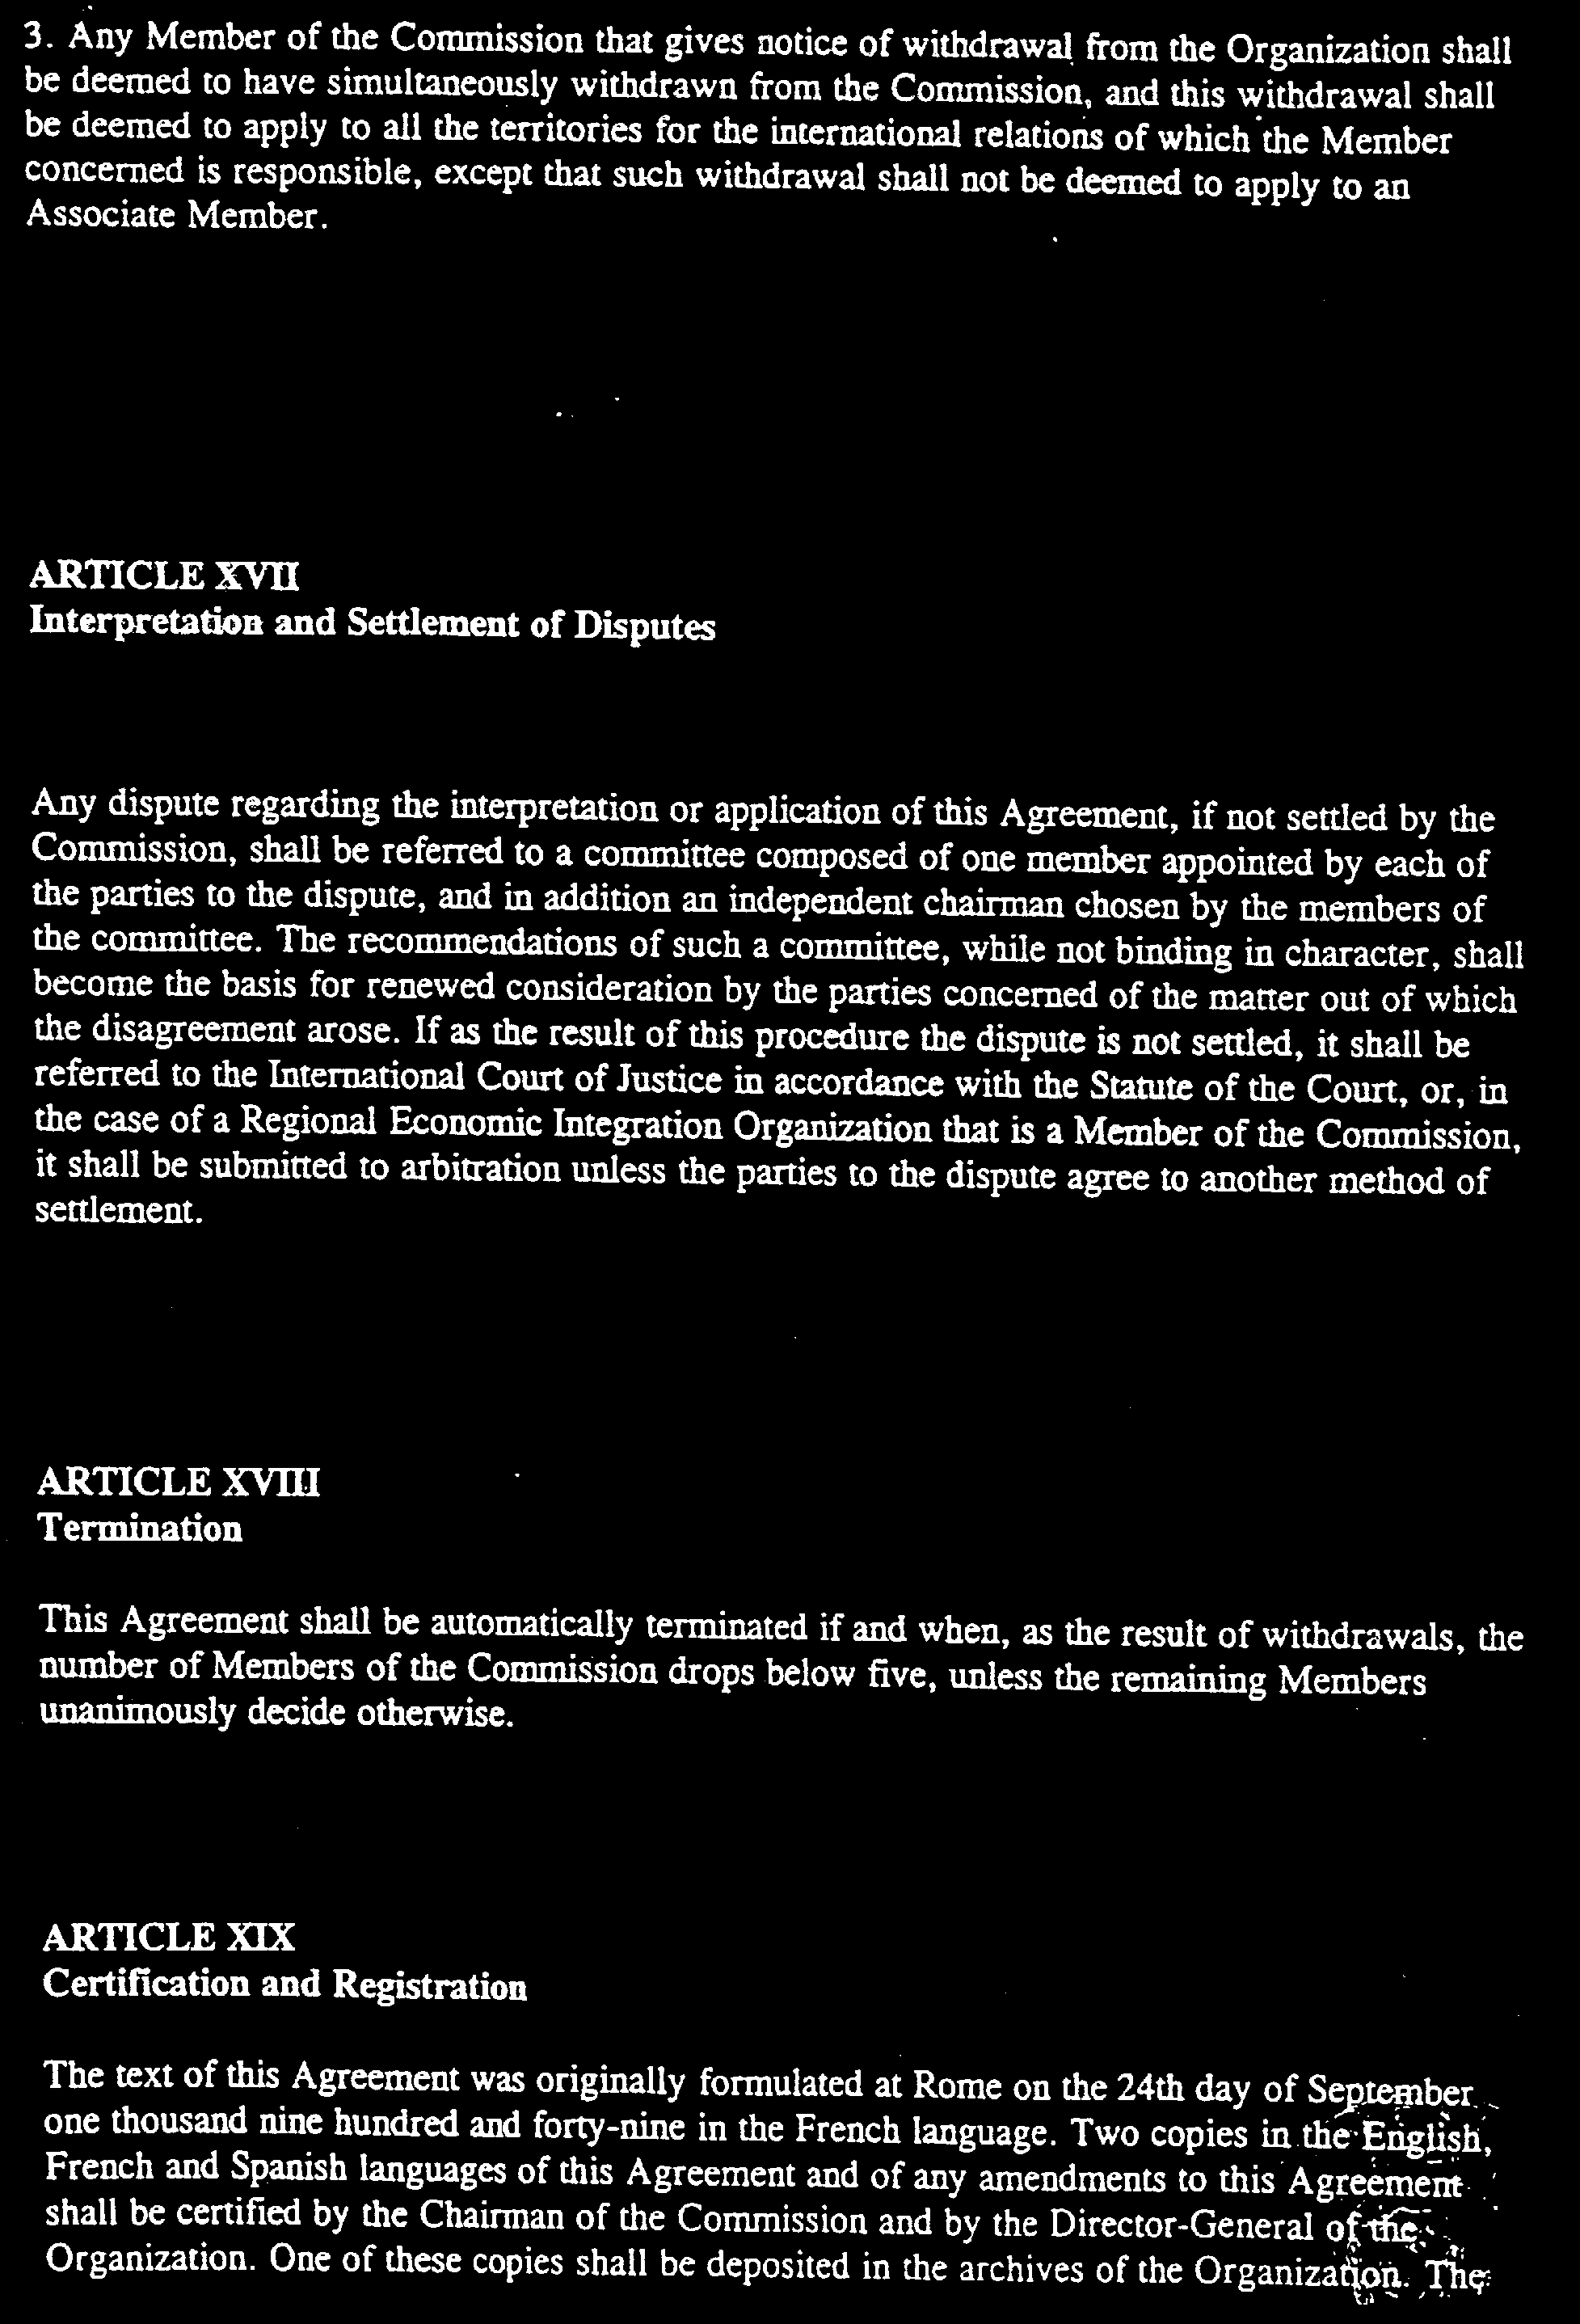 3. Any Member of the Commission that gives notice of withdrawal from the Organization shall
be deemed to have simultaneously withdrawn from the Commission, and this withdrawal shall
be deemed to apply to all the territories for the international relations of which the Member
concerned is responsible, except that such withdrawal shall not be deemed to apply to an
Associate Member.
ARTICLE XVII
Interpretation and Settlement of Disputes
Any dispute regarding the interpretation or application of this Agreement, if not settled by the
Commission, shall be referred to a committee composed of one member appointed by each of
the parties to the dispute, and in addition an independent chairman chosen by the members of
the committee. The recommendations of such a committee, while not binding in character, shall
become the basis for renewed consideration by the parties concerned of the matter out of which
the disagreement arose. If as the result of this procedure the dispute is not settled, it shall be
referred to the International Court of Justice in accordance with the Statute of the Court, or, in
the case of a Regional Economic Integration Organization that is a Member of the Commission,
it shall be submitted to arbitration unless the parties to the dispute agree to another method of
settlement.
ARTICLE XVIII
Termination
This Agreement shall be automatically terminated if and when, as the result of withdrawals, the
number of Members of the Commission drops below five, unless the remaining Members
unanimously decide otherwise.
ARTICLE XIX
Certification and Registration
The text of this Agreement was originally formulated at Rome on the 24th day of September
one thousand nine hundred and forty-nine in the French language. Two copies in the English,
French and Spanish languages of this Agreement and of any amendments to this Agreement
shall be certified by the Chairman of the Commission and by the Director-General of the
Organization. One of these copies shall be deposited in the archives of the Organization. The